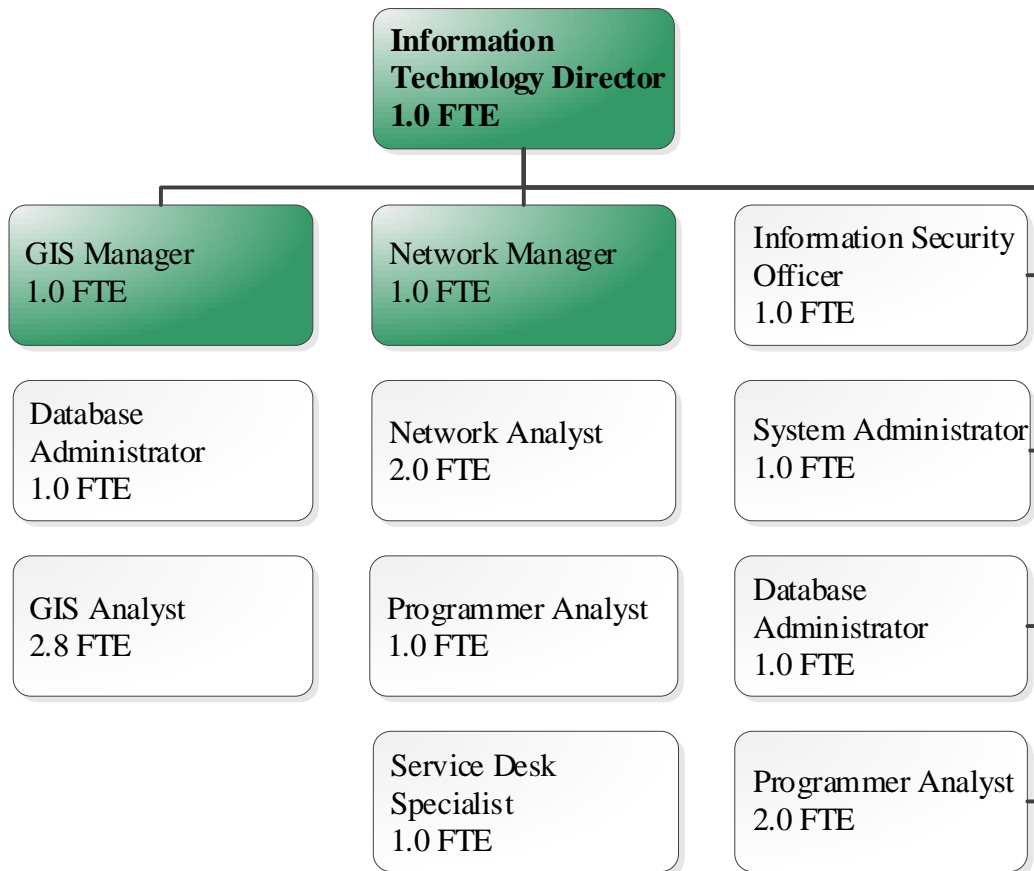 Information
Technology Director
1.0 FTE
GIS Manager
1.0 FTE
Network Manager
1.0 FTE
Information Security
Officer
1.0 FTE
Database
Administrator
1.0 FTE
Network Analyst
2.0 FTE
System Administrator
1.0 FTE
GIS Analyst
2.8 FTE
Programmer Analyst
1.0 FTE
Database
Administrator
1.0 FTE
Service Desk
Specialist
1.0 FTE
Programmer Analyst
2.0 FTE